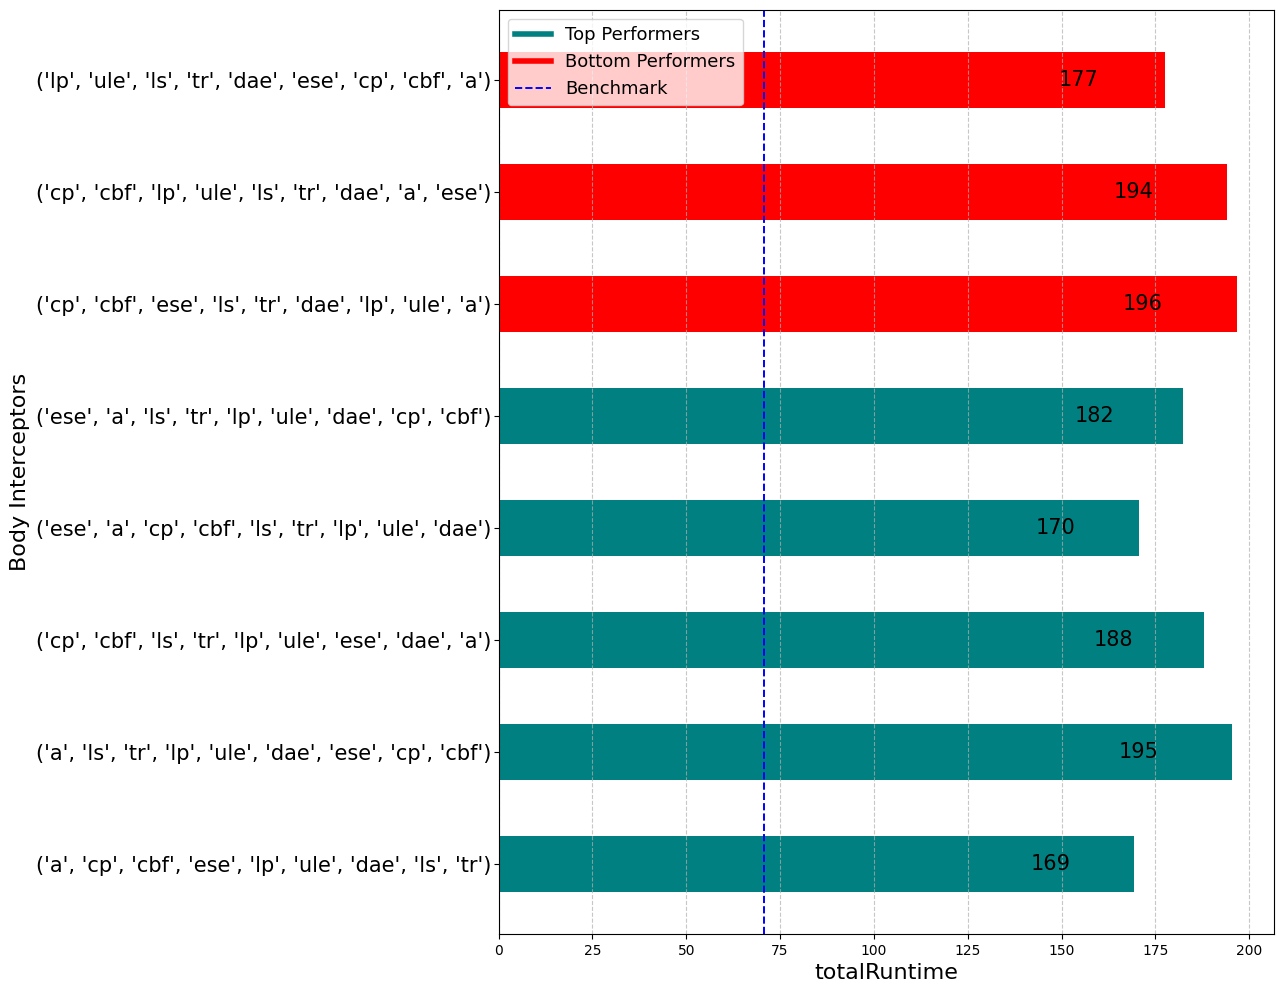 Top Performers
Bottom Performers
Benchmark
('lp', 'ule', 'ls', 'tr', 'dae', 'ese', 'cp', 'cbf', 'a')
177
('cp', 'cbf', 'lp', 'ule', 'ls', 'tr', 'dae', 'a', 'ese')
194
('cp', 'cbf', 'ese', 'ls', 'tr', 'dae', 'lp', 'ule', 'a')
196
('ese', 'a', 'ls', 'tr', 'lp', 'ule', 'dae', 'cp', 'cbf')
182
('ese', 'a', 'cp', 'cbf', 'ls', 'tr', 'lp', 'ule', 'dae')
170
('cp', 'cbf', 'ls', 'tr', 'lp', 'ule', 'ese', 'dae', 'a')
188
('a', 'ls', 'tr', 'lp', 'ule', 'dae', 'ese', 'cp', 'cbf')
195
('a', 'cp', 'cbf', 'ese', 'lp', 'ule', 'dae', 'ls', 'tr')
169
Body Interceptors
0 25 50 75 100 125 150 175 200
totalRuntime